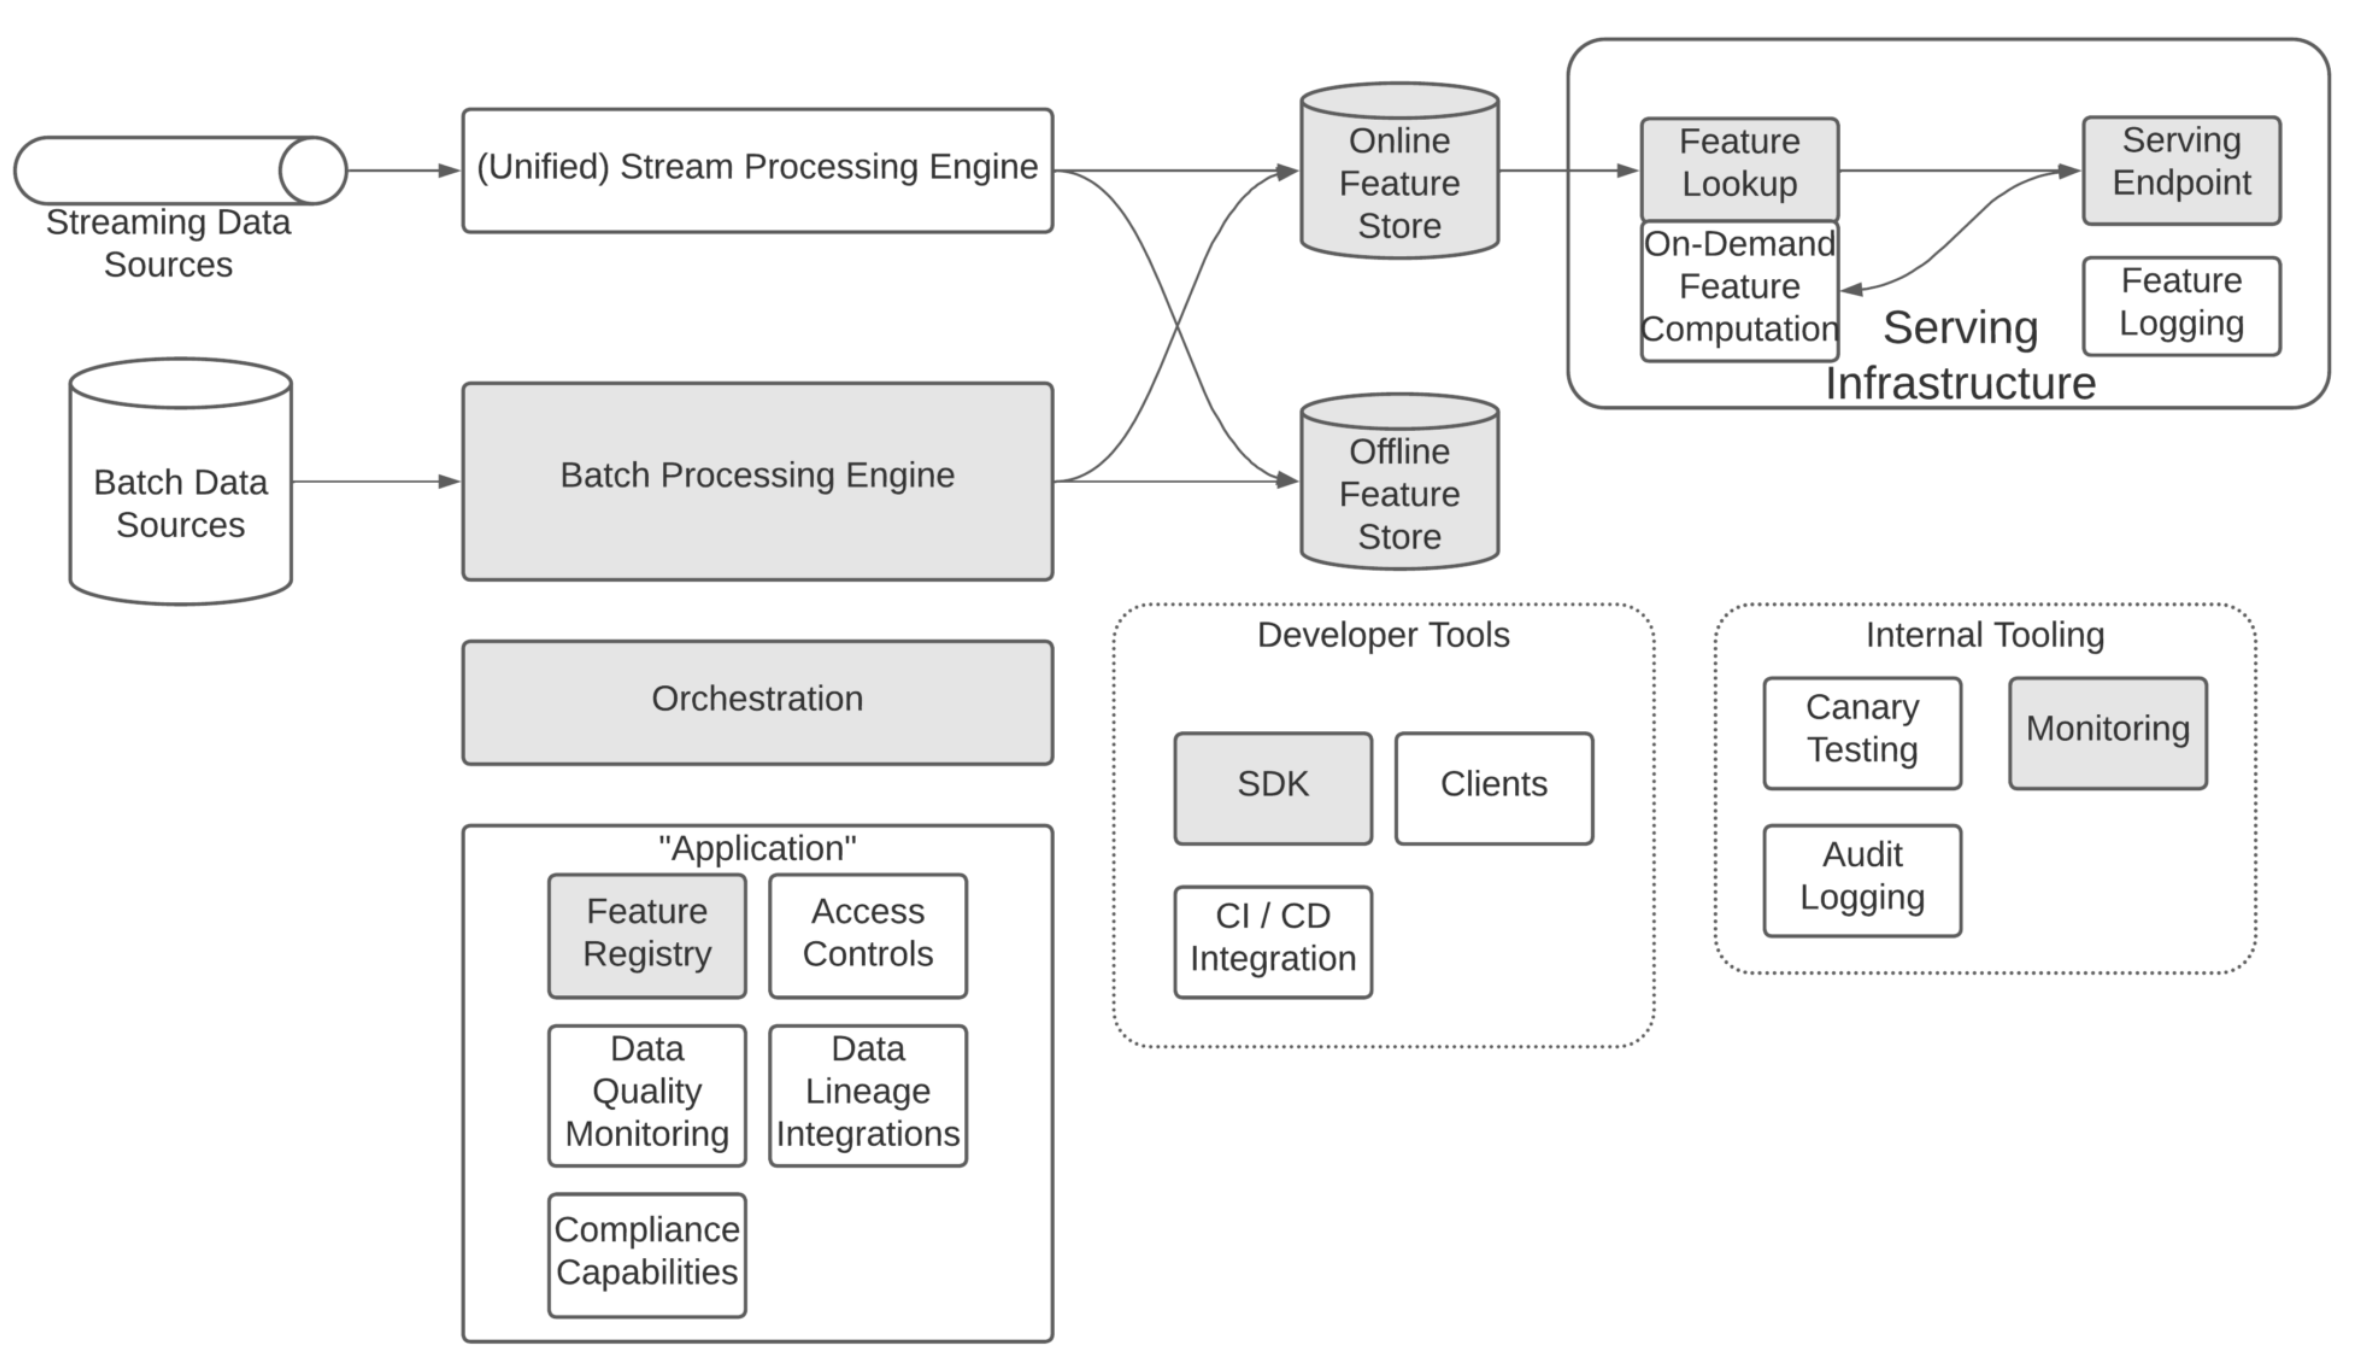 Streaming Data
Sources
(Unified) Stream Processing Engine
Online
Feature
Store
Feature
Lookup
Serving
Endpoint
On-Demand
Feature
Computation
Feature
Logging
Serving
Infrastructure
Batch Data
Sources
Batch Processing Engine
Offline
Feature
Store
Orchestration
"Application"
Feature
Registry
Access
Controls
Data
Quality
Monitoring
Data
Lineage
Integrations
Compliance
Capabilities
Developer Tools
SDK
Clients
CI / CD
Integration
Internal Tooling
Canary
Testing
Monitoring
Audit
Logging